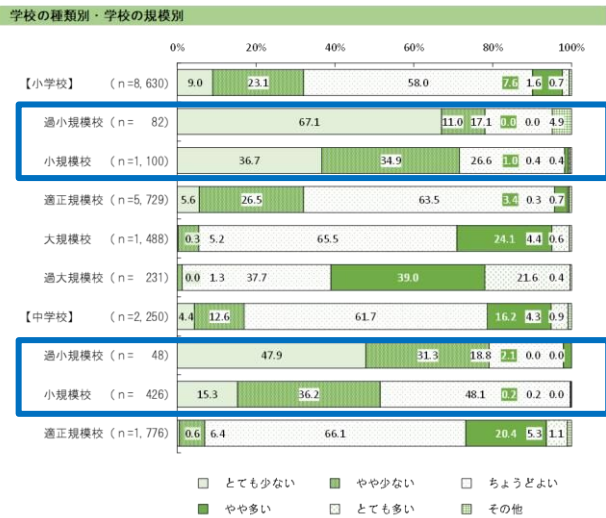 学校の種類別・学校の規模別
0% 20% 40% 60% 80% 100%
【小学校】 (n=8,630) 9.0 23.1 58.0 7.6 1.6 0.7
過小規模校 (n= 82) 67.1 11.0 17.1 0.0 0.0 4.9
小規模校 (n=1,100) 36.7 34.9 26.6 1.0 0.4 0.4
適正規模校 (n=5,729) 5.6 26.5 63.5 3.4 0.3 0.7
大規模校 (n=1,488) 0.3 5.2 65.5 24.1 4.4 0.6
過大規模校 (n= 231) 0.0 1.3 37.7 39.0 21.6 0.4
【中学校】 (n=2,250) 4.4 12.6 61.7 16.2 4.3 0.9
過小規模校 (n= 48) 47.9 31.3 18.8 2.1 0.0 0.0
小規模校 (n= 426) 15.3 36.2 48.1 0.2 0.2 0.0
適正規模校 (n=1,776) 0.6 6.4 66.1 20.4 5.3 1.1
とても少ない やや少ない ちょうどよい
やや多い とても多い その他